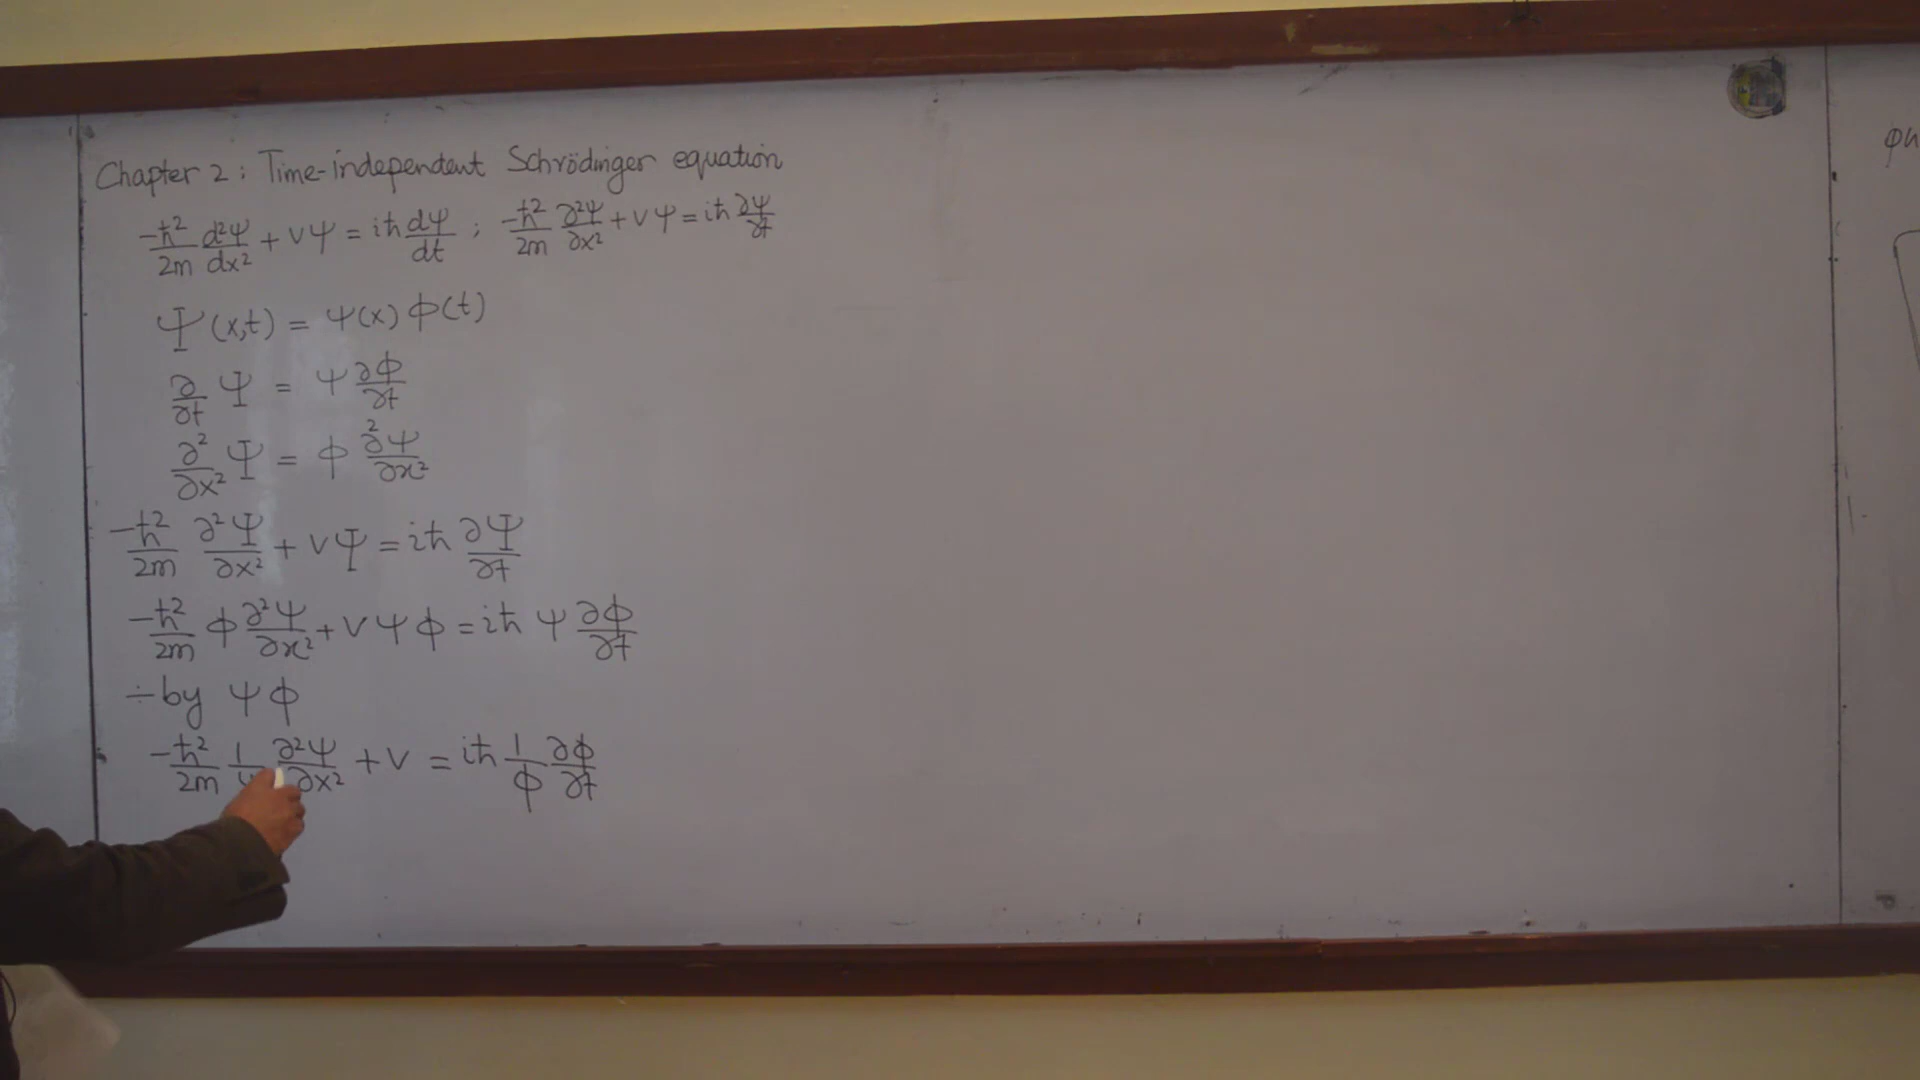 Chapter 2: Time-independent Schrödinger equation
-ħ²/2m d²ψ/dx² + Vψ = iħ dψ/dt ; -ħ²/2m ∂²ψ/∂x² + Vψ = iħ ∂ψ/∂t
Ψ(x,t) = ψ(x) ϕ(t)
∂/∂t Ψ = ψ ∂ϕ/∂t
∂²/∂x² Ψ = ϕ ∂²ψ/∂x²
-ħ²/2m ∂²Ψ/∂x² + VΨ = iħ ∂Ψ/∂t
-ħ²/2m ϕ ∂²ψ/∂x² + Vψϕ = iħ ψ ∂ϕ/∂t
÷ by ψϕ
-ħ²/2m 1/ψ ∂²ψ/∂x² + V = iħ 1/ϕ ∂ϕ/∂t